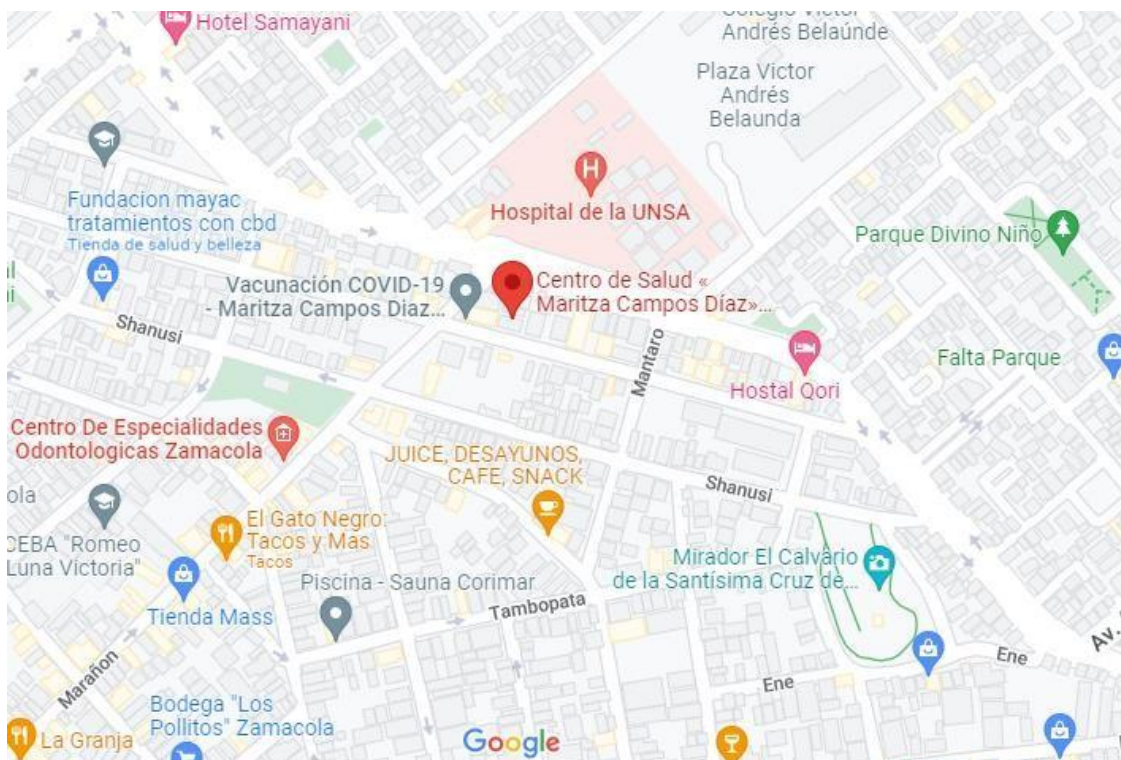 Hotel Samayani
Andrés Belaúnde
Plaza Victor
Andrés
Belaunda
H
Hospital de la UNSA
Fundacion mayac
tratamientos con cbd
Tienda de salud y belleza
Parque Divino Niño
Vacunación COVID-19
- Maritza Campos Diaz...
Centro de Salud «
Maritza Campos Díaz»...
Shanusi
Mantaro
Falta Parque
Hostal Qori
Centro De Especialidades
Odontologicas Zamacola
JUICE, DESAYUNOS,
CAFE, SNACK
Shanusi
CEBA "Romeo
Luna Victoria"
El Gato Negro:
Tacos y Mas
Tacos
Mirador El Calvario
de la Santísima Cruz de...
Piscina - Sauna Corimar
Tienda Mass
Tambopata
Av.
Ene
Ene
Marañon
Bodega "Los
Pollitos" Zamacola
La Granja
Google